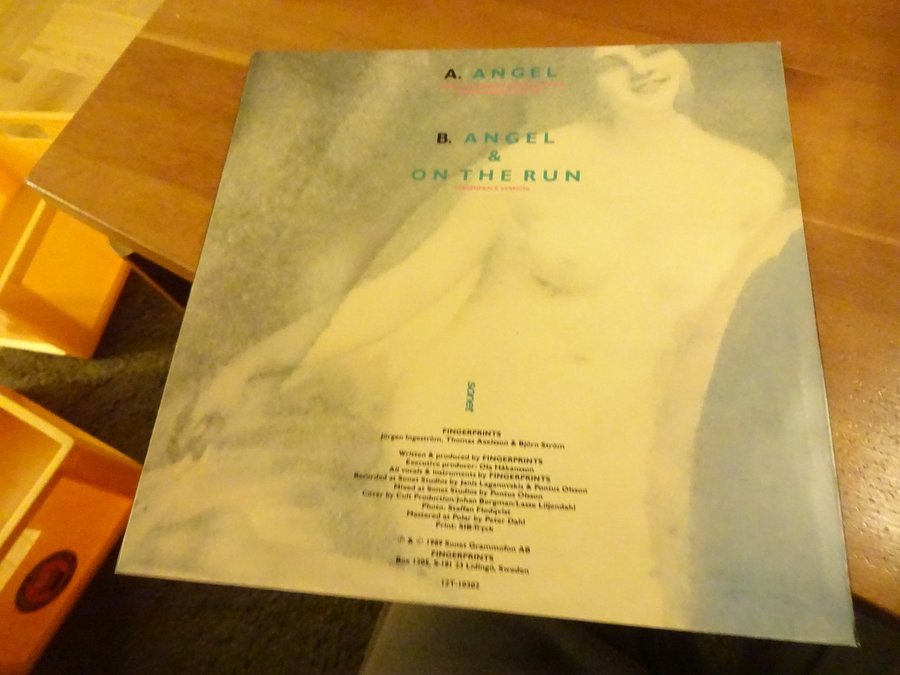 A. ANGEL
B. ANGEL
&
ON THE RUN
sonet
FINGERPRINTS
Jörgen Ingeström, Thomas Axelsson & Björn Ström
Written & produced by FINGERPRINTS
Executive producer: Ola Håkansson
All vocals & instruments by FINGERPRINTS
Recorded at Sonet Studios by Janis Laganovskis & Pontus Olsson
Mixed at Sonet Studios by Pontus Olsson
Cover by Cult Production/Johan Bergman/Lasse Liljendahl
Photo: Staffan Flodqvist
Mastered at Polar by Peter Dahl
Print: SIB-Tryck
℗ & © 1989 Sonet Grammofon AB
FINGERPRINTS
Box 1205, S-181 23 Lidingö, Sweden
12T-10302